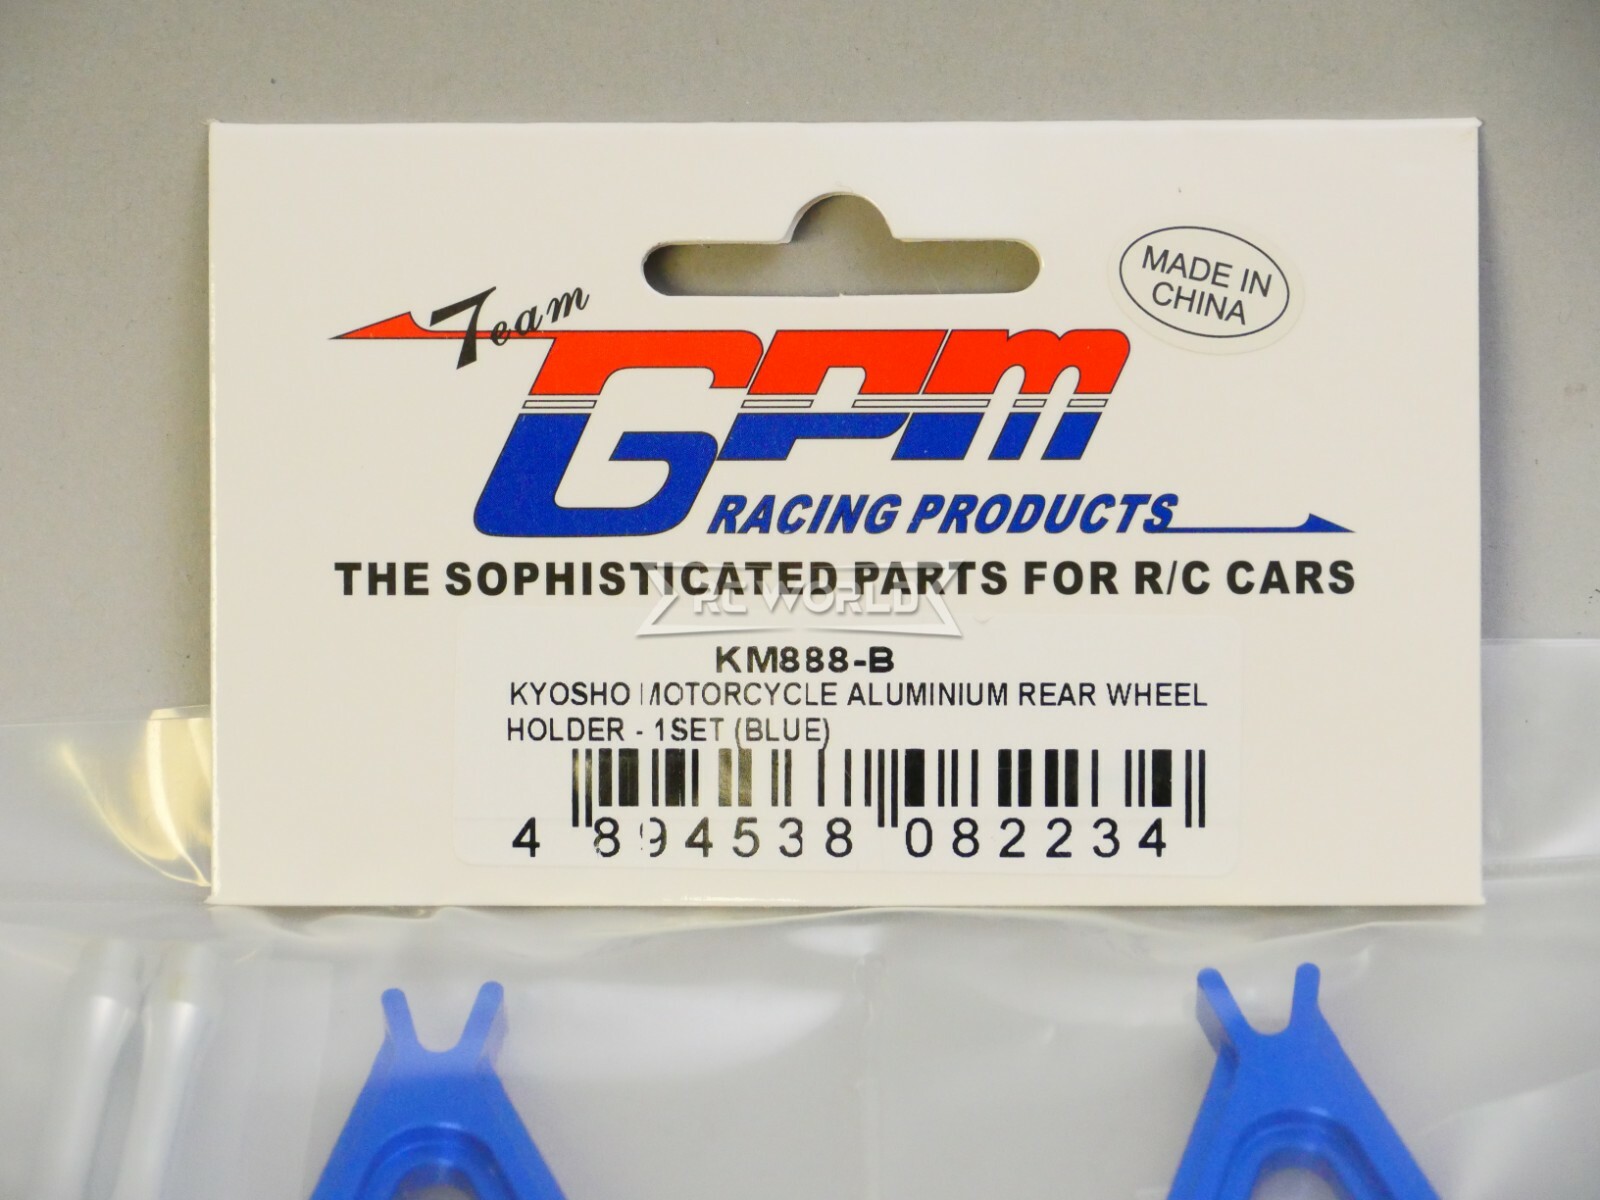 MADE IN
CHINA
Team
GPM
RACING PRODUCTS
THE SOPHISTICATED PARTS FOR R/C CARS
RC WORLD
KM888-B
KYOSHO MOTORCYCLE ALUMINIUM REAR WHEEL
HOLDER - 1SET (BLUE)
4 894538 082234